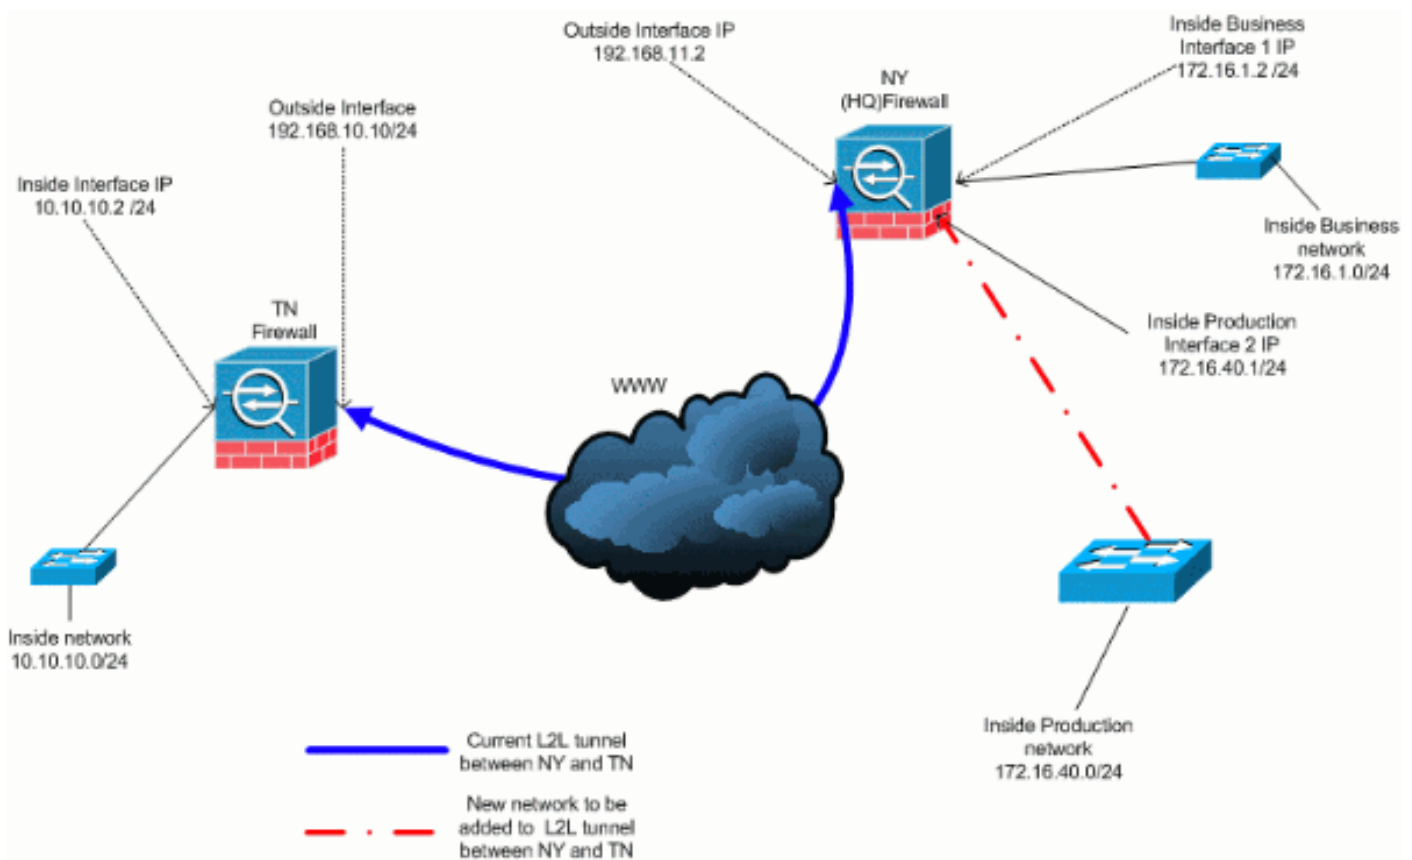 Outside Interface IP
192.168.11.2
Inside Business
Interface 1 IP
172.16.1.2 /24
NY
(HQ)Firewall
Outside Interface
192.168.10.10/24
Inside Interface IP
10.10.10.2 /24
Inside Business
network
172.16.1.0/24
TN
Firewall
Inside Production
Interface 2 IP
172.16.40.1/24
WWW
Inside network
10.10.10.0/24
Inside Production
network
172.16.40.0/24
Current L2L tunnel
between NY and TN
New network to be
added to L2L tunnel
between NY and TN